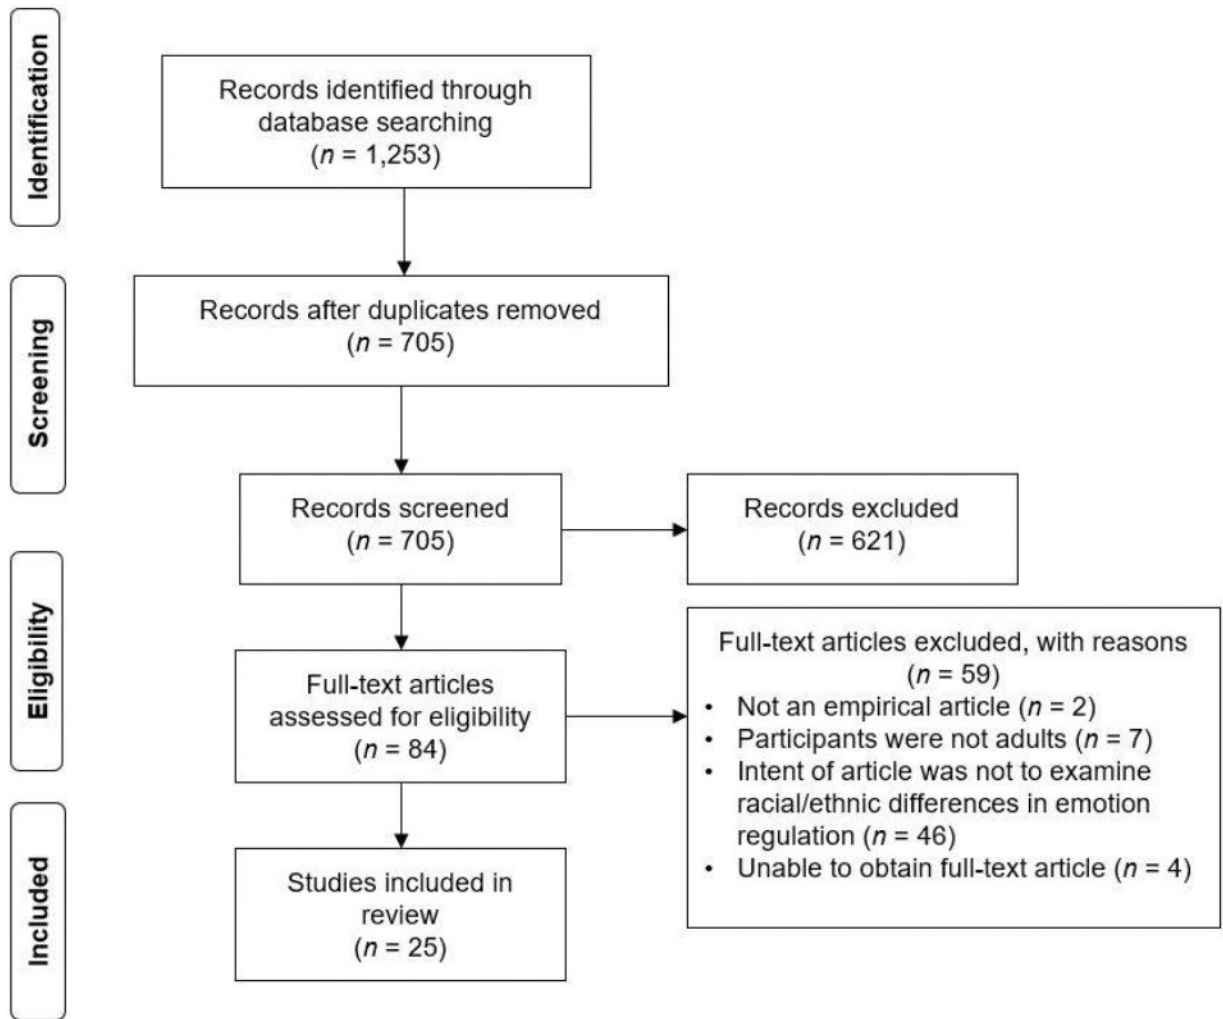 Identification
Records identified through
database searching
(n = 1,253)
Screening
Records after duplicates removed
(n = 705)
Records screened
(n = 705)
Records excluded
(n = 621)
Eligibility
Full-text articles
assessed for eligibility
(n = 84)
Full-text articles excluded, with reasons
(n = 59)
• Not an empirical article (n = 2)
• Participants were not adults (n = 7)
• Intent of article was not to examine
racial/ethnic differences in emotion
regulation (n = 46)
• Unable to obtain full-text article (n = 4)
Included
Studies included in
review
(n = 25)